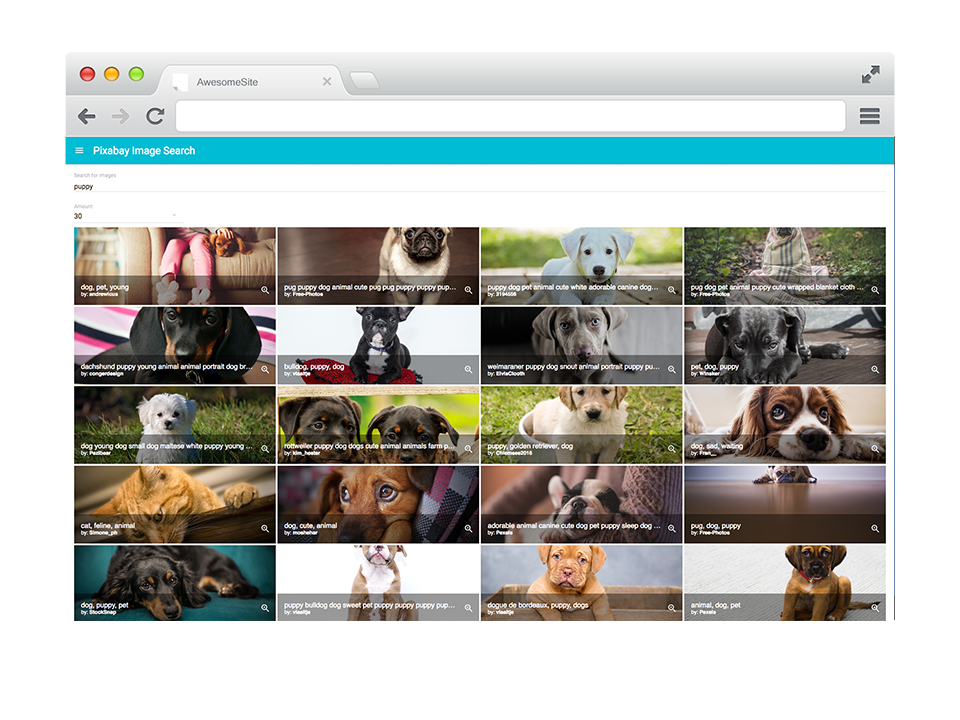 AwesomeSite
Pixabay Image Search
Search for images
puppy
Amount
30
dog, pet, young
by: andrewlcus
pug puppy dog animal cute pug pug puppy puppy pup...
by: Free-Photos
puppy dog pet animal cute white adorable canine dog...
by: 3194556
pug dog pet animal puppy cute wrapped blanket cloth ...
by: Free-Photos
dachshund puppy young animal animal portrait dog br...
by: congerdesign
bulldog, puppy, dog
by: vlaaitje
weimaraner puppy dog snout animal portrait puppy pu...
by: ElvisClooth
pet, dog, puppy
by: Winsker
dog young dog small dog maltese white puppy young ...
by: Pezibear
rottweiler puppy dog dogs cute animal animals farm p...
by: kim_hester
puppy, golden retriever, dog
by: Chiemsee2016
dog, sad, waiting
by: Fran__
cat, feline, animal
by: Simone_ph
dog, cute, animal
by: moshehar
adorable animal canine cute dog pet puppy sleep dog ...
by: Pexels
pug, dog, puppy
by: Free-Photos
dog, puppy, pet
by: StockSnap
puppy bulldog dog sweet pet puppy puppy puppy pup...
by: vlaaitje
dogue de bordeaux, puppy, dogs
by: vlaaitje
animal, dog, pet
by: Pexels